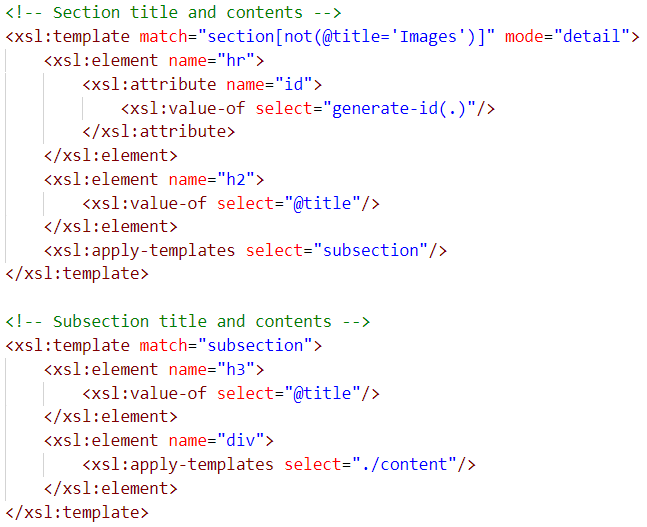 <!-- Section title and contents -->
<xsl:template match="section[not(@title='Images')]" mode="detail">
    <xsl:element name="hr">
        <xsl:attribute name="id">
            <xsl:value-of select="generate-id(.)"/>
        </xsl:attribute>
    </xsl:element>
    <xsl:element name="h2">
        <xsl:value-of select="@title"/>
    </xsl:element>
    <xsl:apply-templates select="subsection"/>
</xsl:template>

<!-- Subsection title and contents -->
<xsl:template match="subsection">
    <xsl:element name="h3">
        <xsl:value-of select="@title"/>
    </xsl:element>
    <xsl:element name="div">
        <xsl:apply-templates select="./content"/>
    </xsl:element>
</xsl:template>